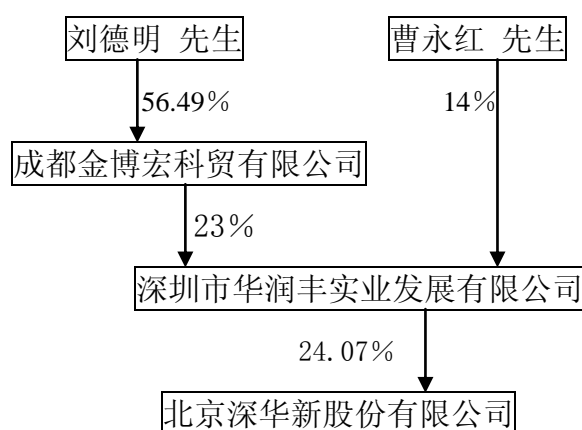 刘德明 先生
曹永红 先生
56.49%
14%
成都金博宏科贸有限公司
23%
深圳市华润丰实业发展有限公司
24.07%
北京深华新股份有限公司